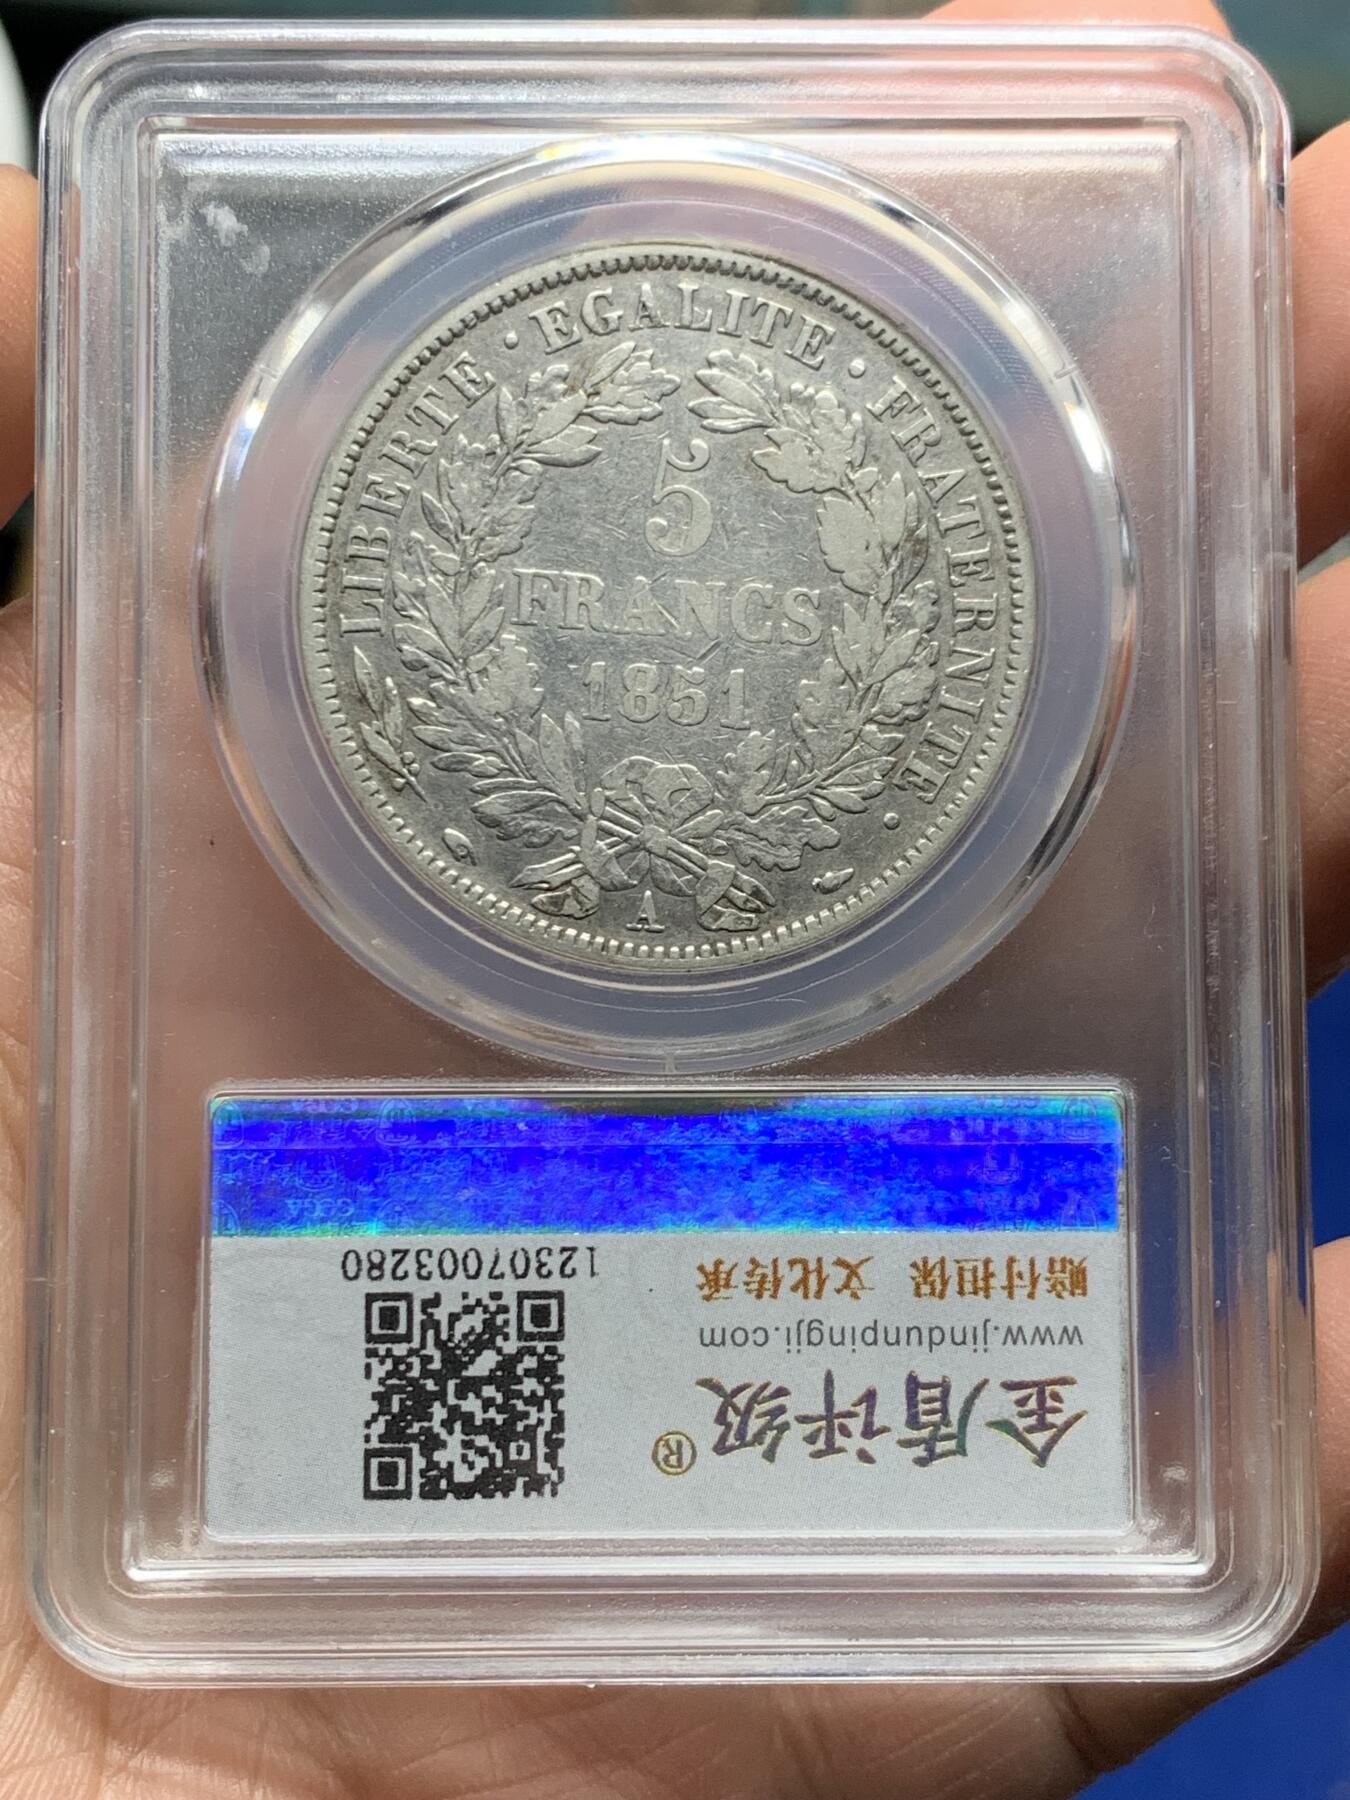 LIBERTE · EGALITE · FRATERNITE ·
5
FRANCS
1851
A
金盾评级®
www.jindunpingji.com
赔付担保 文化传承
12307003280